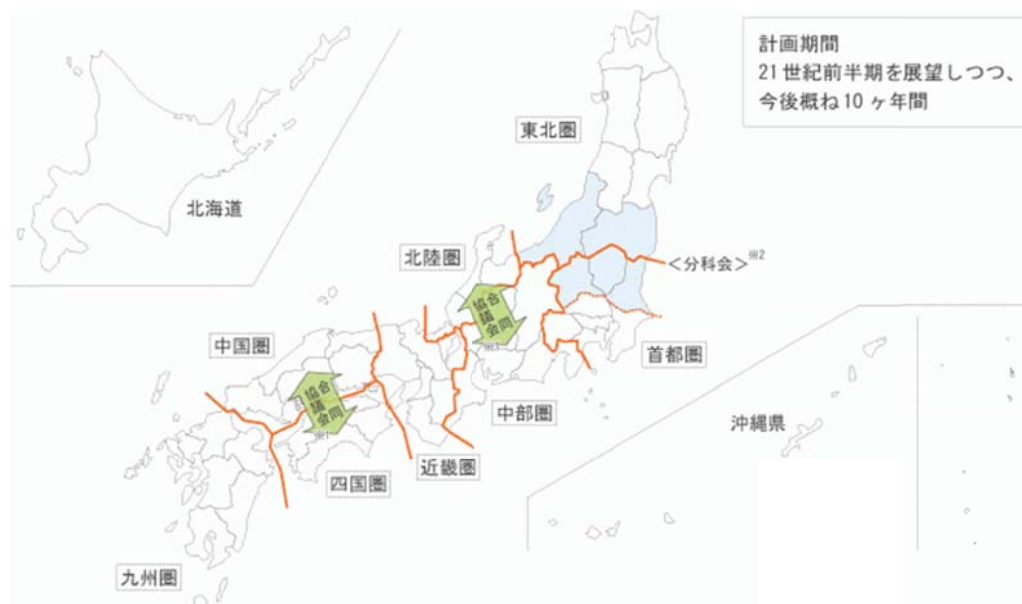 計画期間
21世紀前半期を展望しつつ、
今後概ね10ヶ年間
東北圏
北海道
北陸圏
<分科会>※2
合同
協議会
中国圏
首都圏
合同
協議会
※1
中部圏
沖縄県
近畿圏
四国圏
九州圏